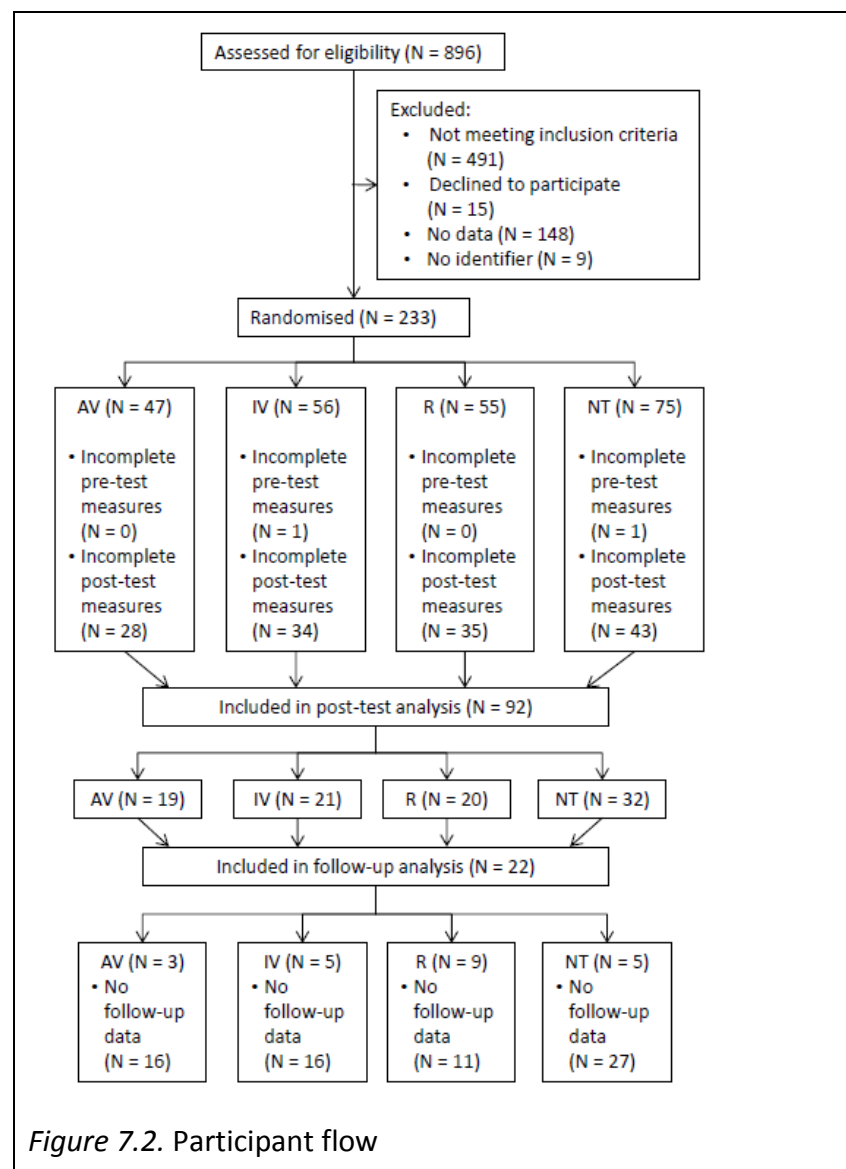 Assessed for eligibility (N = 896)
Excluded:
• Not meeting inclusion criteria
(N = 491)
• Declined to participate
(N = 15)
• No data (N = 148)
• No identifier (N = 9)
Randomised (N = 233)
AV (N = 47)
• Incomplete
pre-test
measures
(N = 0)
• Incomplete
post-test
measures
(N = 28)
IV (N = 56)
• Incomplete
pre-test
measures
(N = 1)
• Incomplete
post-test
measures
(N = 34)
R (N = 55)
• Incomplete
pre-test
measures
(N = 0)
• Incomplete
post-test
measures
(N = 35)
NT (N = 75)
• Incomplete
pre-test
measures
(N = 1)
• Incomplete
post-test
measures
(N = 43)
Included in post-test analysis (N = 92)
AV (N = 19)
IV (N = 21)
R (N = 20)
NT (N = 32)
Included in follow-up analysis (N = 22)
AV (N = 3)
• No
follow-up
data
(N = 16)
IV (N = 5)
• No
follow-up
data
(N = 16)
R (N = 9)
• No
follow-up
data
(N = 11)
NT (N = 5)
• No
follow-up
data
(N = 27)
Figure 7.2. Participant flow